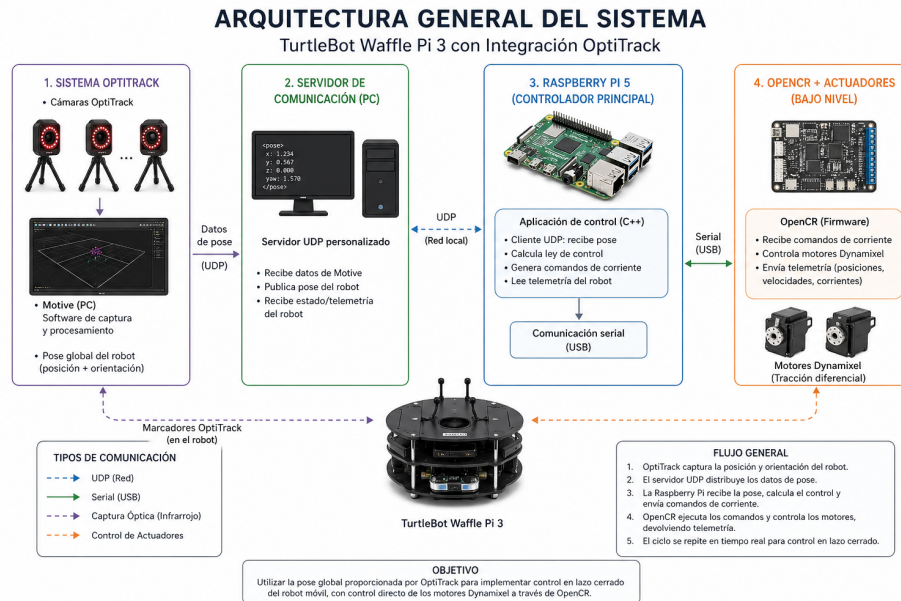 ARQUITECTURA GENERAL DEL SISTEMA
TurtleBot Waffle Pi 3 con Integración OptiTrack
1. SISTEMA OPTITRACK
• Cámaras OptiTrack
• Motive (PC)
Software de captura
y procesamiento
• Pose global del robot
(posición + orientación)
Datos
de pose
(UDP)
2. SERVIDOR DE
COMUNICACIÓN (PC)
<pose>
x: 1.234
y: 0.567
z: 0.000
yow: 1.570
</pose>
Servidor UDP personalizado
• Recibe datos de Motive
• Publica pose del robot
• Recibe estado/telemetría
del robot
UDP
(Red local)
3. RASPBERRY PI 5
(CONTROLADOR PRINCIPAL)
Aplicación de control (C++)
• Cliente UDP: recibe pose
• Calcula ley de control
• Genera comandos de corriente
• Lee telemetría del robot
Comunicación serial
(USB)
Serial
(USB)
4. OPENCR + ACTUADORES
(BAJO NIVEL)
OpenCR (Firmware)
• Recibe comandos de corriente
• Controla motores Dynamixel
• Envía telemetría (posiciones,
velocidades, corrientes)
Motores Dynamixel
(Tracción diferencial)
Marcadores OptiTrack
(en el robot)
TurtleBot Waffle Pi 3
TIPOS DE COMUNICACIÓN
UDP (Red)
Serial (USB)
Captura Óptica (Infrarrojo)
Control de Actuadores
FLUJO GENERAL
1. OptiTrack captura la posición y orientación del robot.
2. El servidor UDP distribuye los datos de pose.
3. La Raspberry Pi recibe la pose, calcula el control y
envía comandos de corriente.
4. OpenCR ejecuta los comandos y controla los motores,
devolviendo telemetría.
5. El ciclo se repite en tiempo real para control en lazo cerrado.
OBJETIVO
Utilizar la pose global proporcionada por OptiTrack para implementar control en lazo cerrado
del robot móvil, con control directo de los motores Dynamixel a través de OpenCR.